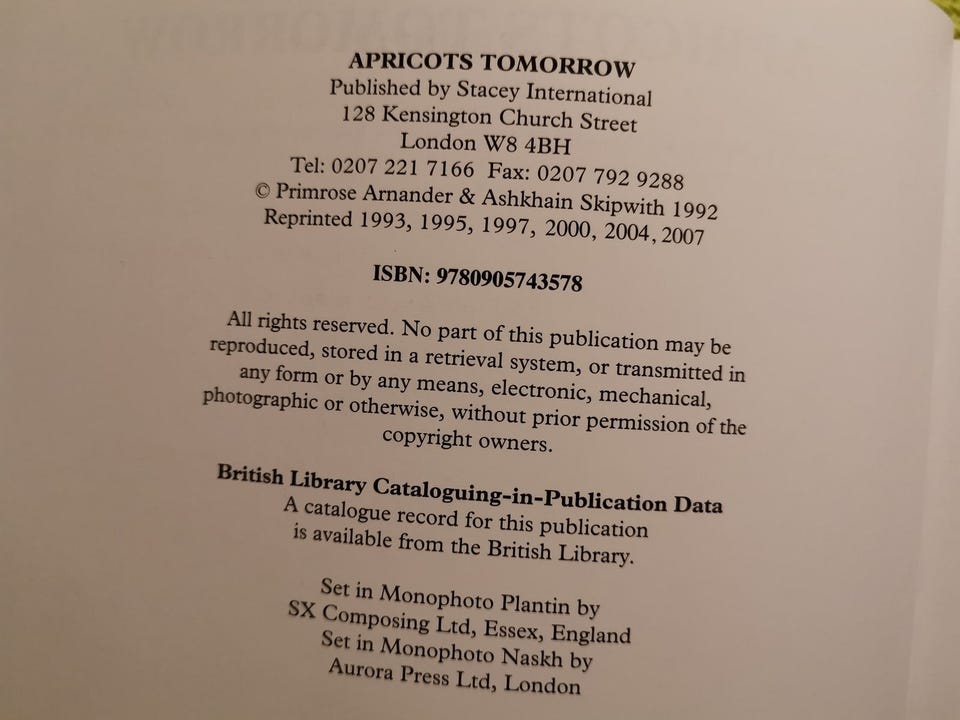 APRICOTS TOMORROW
Published by Stacey International
128 Kensington Church Street
London W8 4BH
Tel: 0207 221 7166 Fax: 0207 792 9288
© Primrose Arnander & Ashkhain Skipwith 1992
Reprinted 1993, 1995, 1997, 2000, 2004, 2007
ISBN: 9780905743578
All rights reserved. No part of this publication may be
reproduced, stored in a retrieval system, or transmitted in
any form or by any means, electronic, mechanical,
photographic or otherwise, without prior permission of the
copyright owners.
British Library Cataloguing-in-Publication Data
A catalogue record for this publication
is available from the British Library.
Set in Monophoto Plantin by
SX Composing Ltd, Essex, England
Set in Monophoto Naskh by
Aurora Press Ltd, London